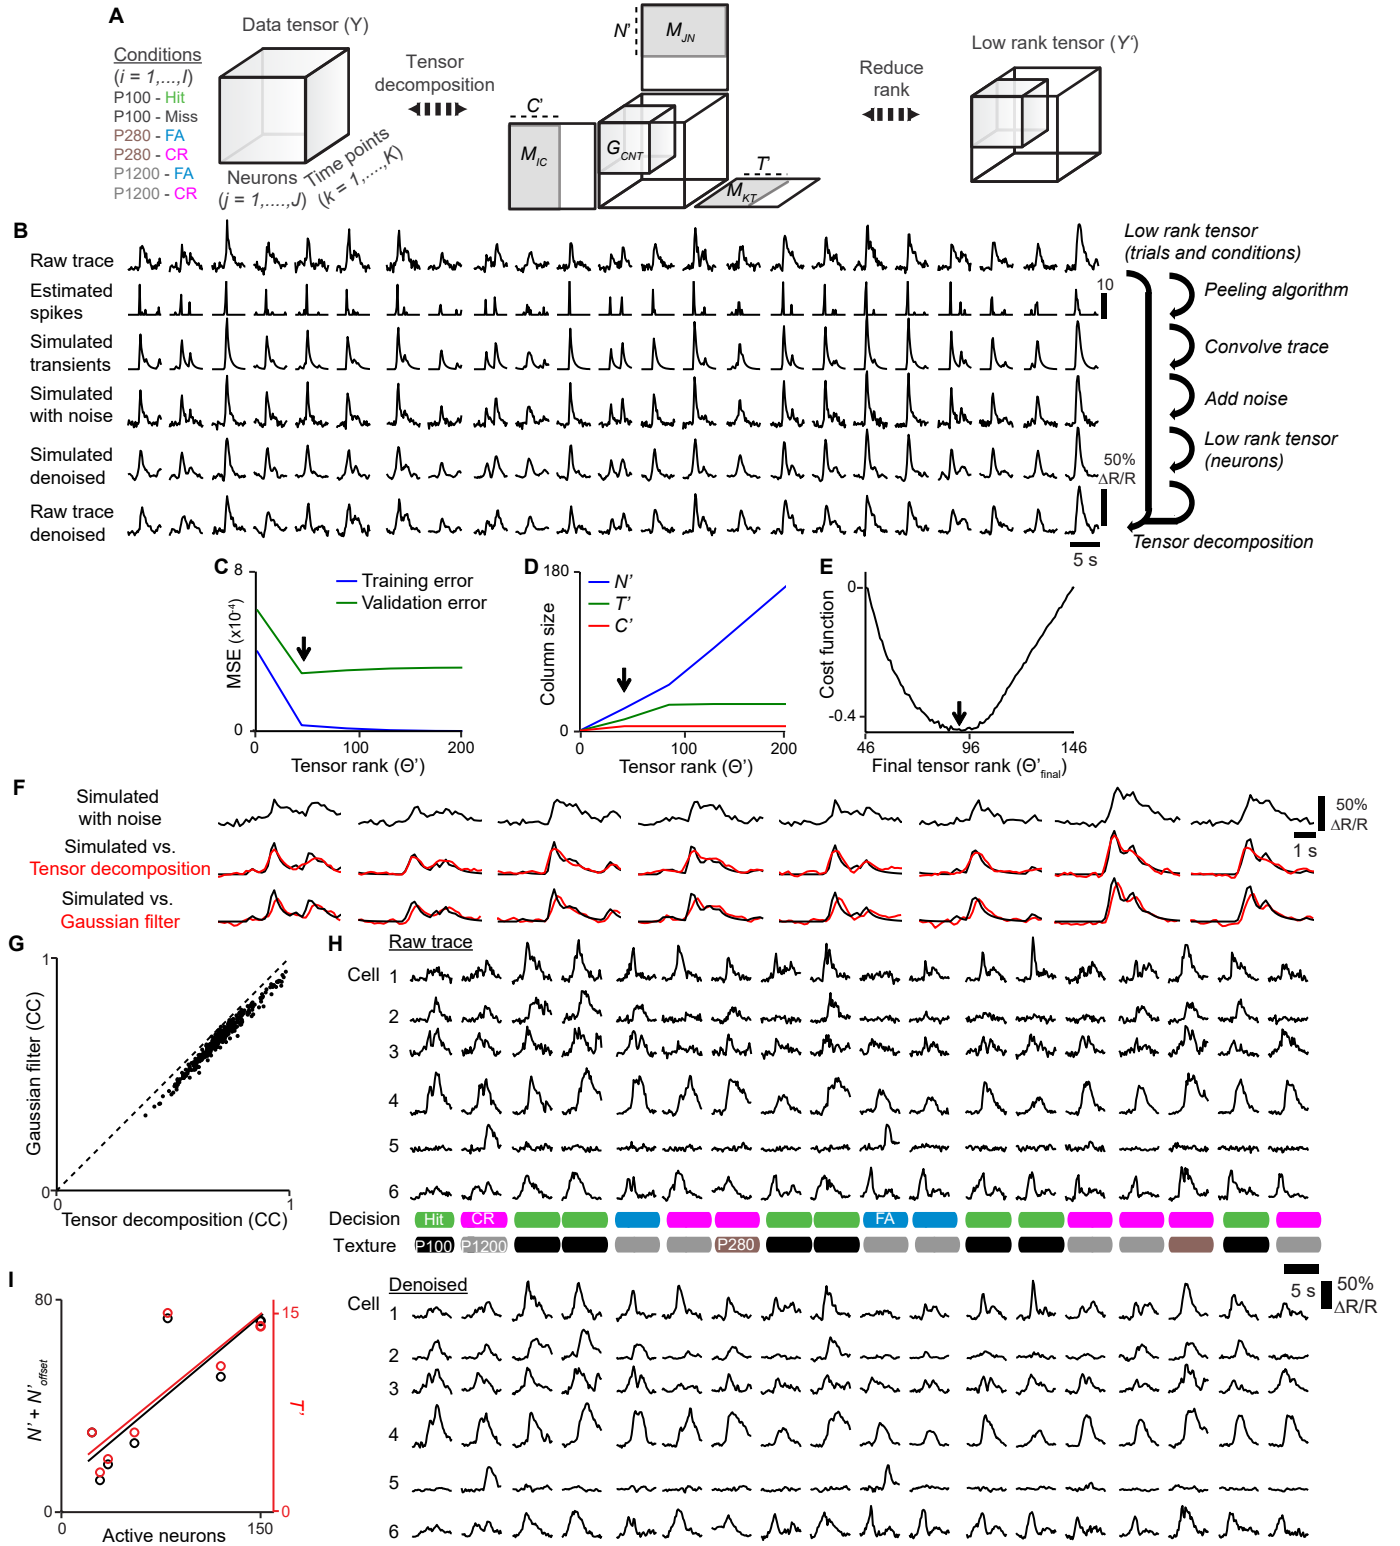 A
Data tensor (Y)
Conditions
(i = 1,...,I)
P100 - Hit
P100 - Miss
P280 - FA
P280 - CR
P1200 - FA
P1200 - CR
Neurons
(j = 1,....,J)
Time points
(k = 1,....,K)
Tensor
decomposition
N'
M_JN
C'
M_IC
G_CNT
T'
M_KT
Reduce
rank
Low rank tensor (Y')
B
Raw trace
Estimated
spikes
Simulated
transients
Simulated
with noise
Simulated
denoised
Raw trace
denoised
10
50%
ΔR/R
5 s
Low rank tensor
(trials and conditions)
Peeling algorithm
Convolve trace
Add noise
Low rank tensor
(neurons)
Tensor decomposition
C
8
MSE (x10⁻⁴)
0
Training error
Validation error
0
100
200
Tensor rank (Θ')
D
180
Column size
0
N'
T'
C'
0
100
200
Tensor rank (Θ')
E
0
Cost function
-0.4
46
96
146
Final tensor rank (Θ'final)
F
Simulated
with noise
Simulated vs.
Tensor decomposition
Simulated vs.
Gaussian filter
50%
ΔR/R
1 s
G
1
Gaussian filter (CC)
0
0
1
Tensor decomposition (CC)
H
Raw trace
Cell 1
2
3
4
5
6
Decision
Hit
CR
FA
Texture
P100
P1200
P280
5 s
50%
ΔR/R
Denoised
Cell 1
2
3
4
5
6
I
80
N' + N'offset
0
0
150
Active neurons
15
T'
0